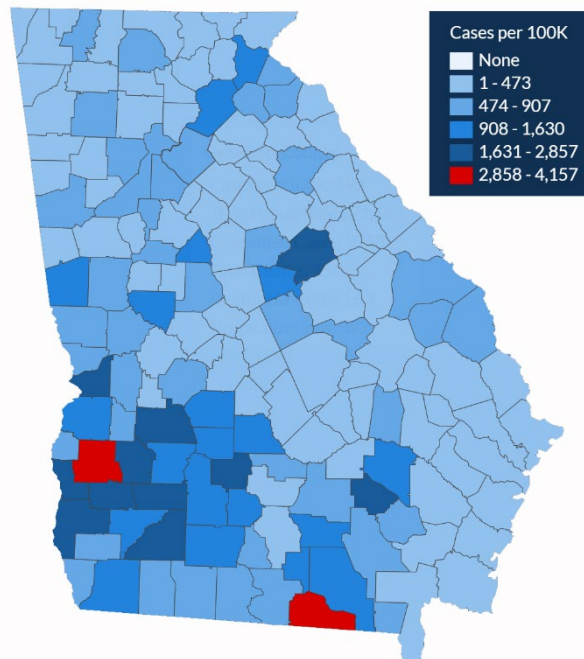 Cases per 100K
None
1 - 473
474 - 907
908 - 1,630
1,631 - 2,857
2,858 - 4,157